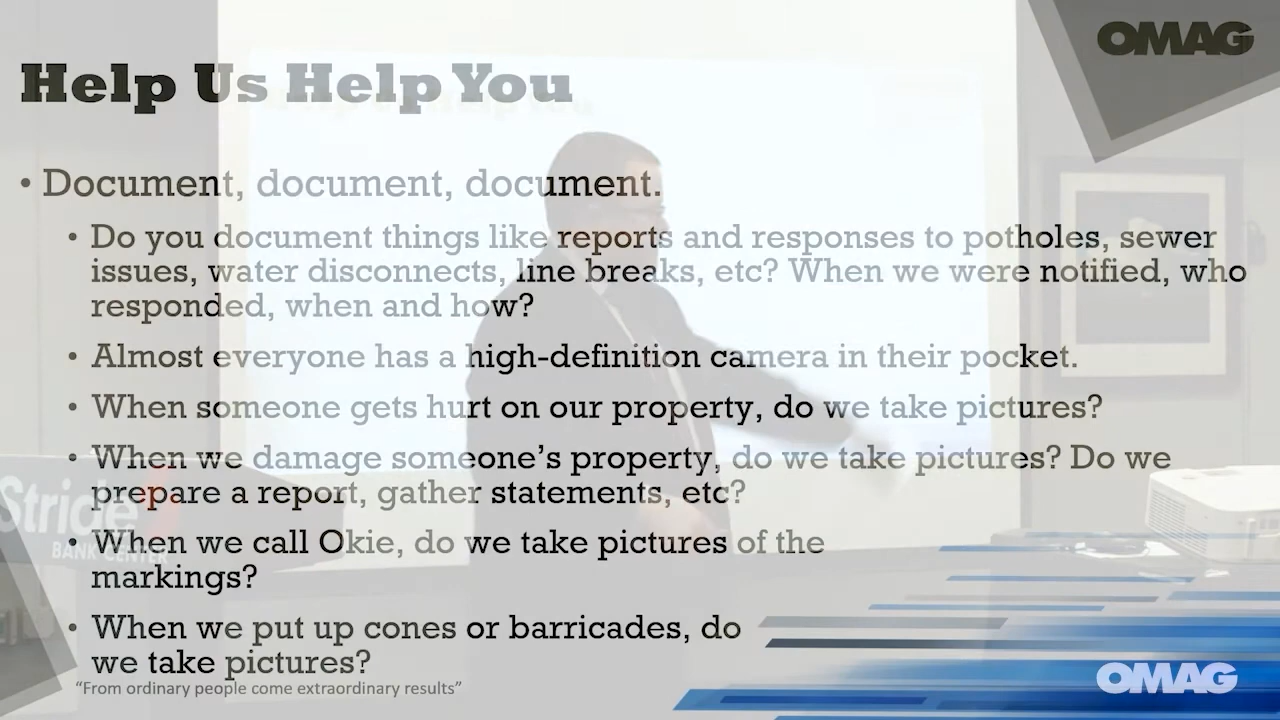 OMAG
Help Us Help You
• Document, document, document.
• Do you document things like reports and responses to potholes, sewer
issues, water disconnects, line breaks, etc? When we were notified, who
responded, when and how?
• Almost everyone has a high-definition camera in their pocket.
• When someone gets hurt on our property, do we take pictures?
• When we damage someone’s property, do we take pictures? Do we
prepare a report, gather statements, etc?
Stride
BANK CENTER
• When we call Okie, do we take pictures of the
markings?
• When we put up cones or barricades, do
we take pictures?
“From ordinary people come extraordinary results”
OMAG